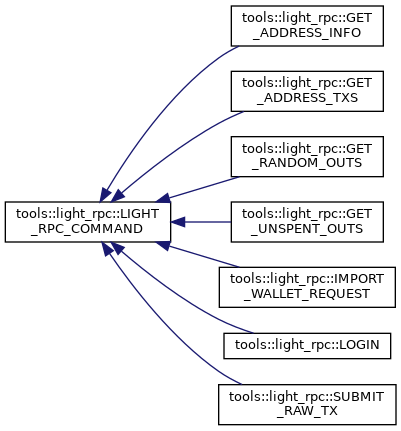 tools::light_rpc::GET
_ADDRESS_INFO
tools::light_rpc::GET
_ADDRESS_TXS
tools::light_rpc::GET
_RANDOM_OUTS
tools::light_rpc::LIGHT
_RPC_COMMAND
tools::light_rpc::GET
_UNSPENT_OUTS
tools::light_rpc::IMPORT
_WALLET_REQUEST
tools::light_rpc::LOGIN
tools::light_rpc::SUBMIT
_RAW_TX